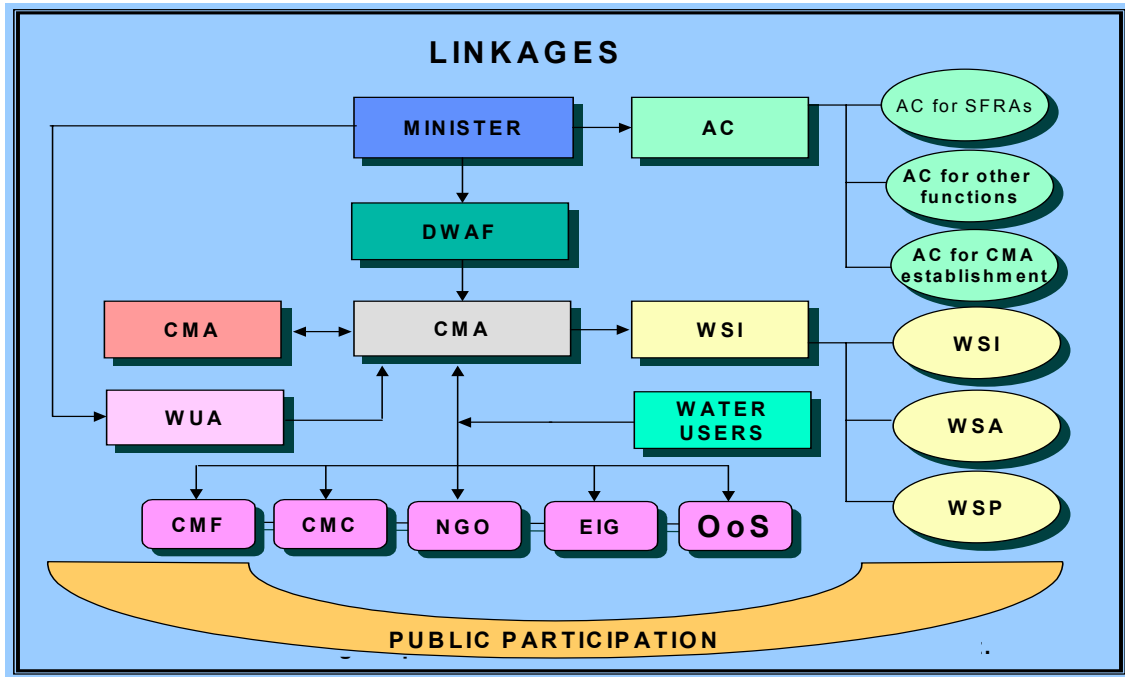 LINKAGES
MINISTER
AC
AC for SFRAs
AC for other
functions
DWAF
AC for CMA
establishment
CMA
CMA
WSI
WSI
WUA
WATER
USERS
WSA
CMF
CMC
NGO
EIG
OoS
WSP
PUBLIC PARTICIPATION